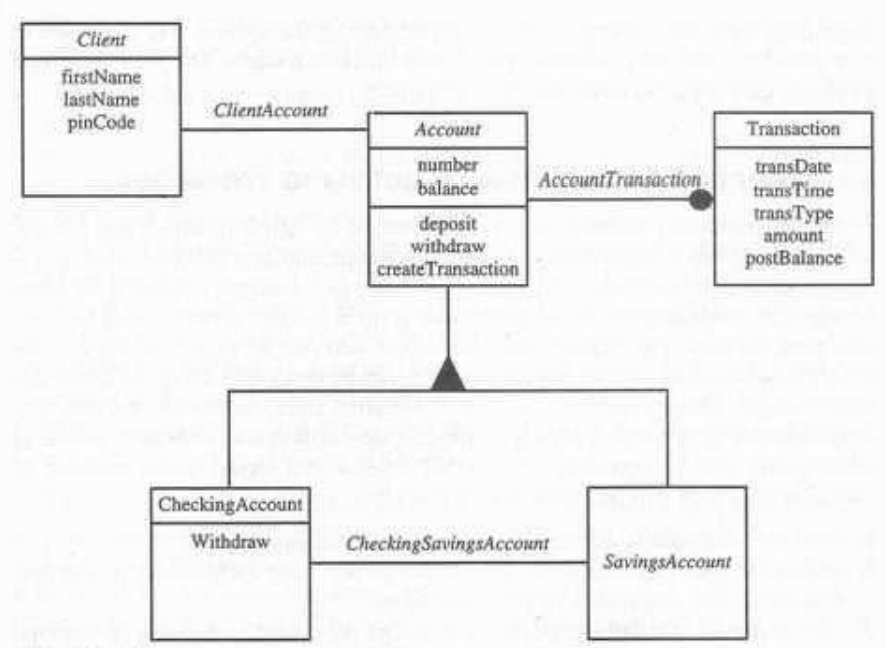 Client
firstName
lastName
pinCode
ClientAccount
Account
number
balance
deposit
withdraw
createTransaction
AccountTransaction
Transaction
transDate
transTime
transType
amount
postBalance
CheckingAccount
Withdraw
CheckingSavingsAccount
SavingsAccount